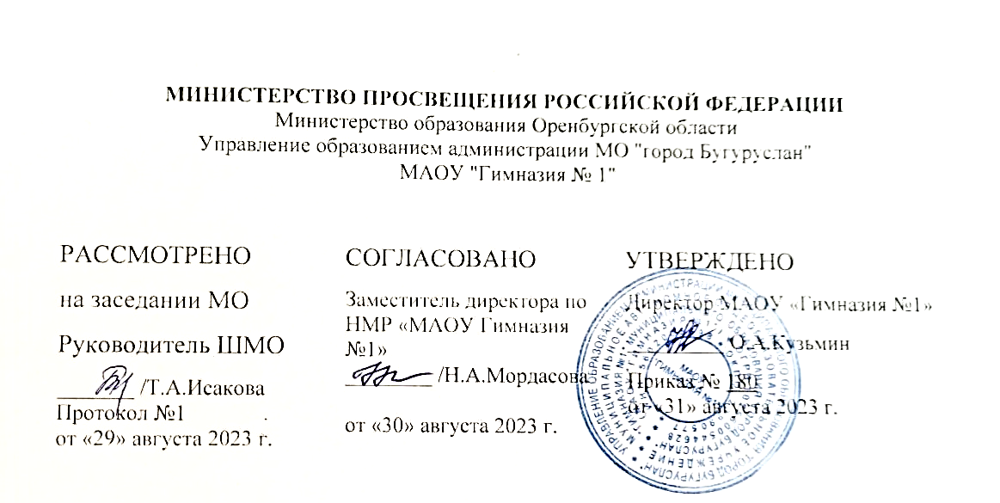 МИНИСТЕРСТВО ПРОСВЕЩЕНИЯ РОССИЙСКОЙ ФЕДЕРАЦИИ
Министерство образования Оренбургской области
Управление образованием администрации МО "город Бугуруслан"
МАОУ "Гимназия № 1"
РАССМОТРЕНО
на заседании МО
Руководитель ШМО
/Т.А.Исакова
Протокол №1
от «29» августа 2023 г.
СОГЛАСОВАНО
Заместитель директора по
НМР «МАОУ Гимназия
№1»
/Н.А.Мордасова
от «30» августа 2023 г.
УТВЕРЖДЕНО
Директор МАОУ «Гимназия №1»
О.А.Кузьмин
Приказ № 180
от «31» августа 2023 г.